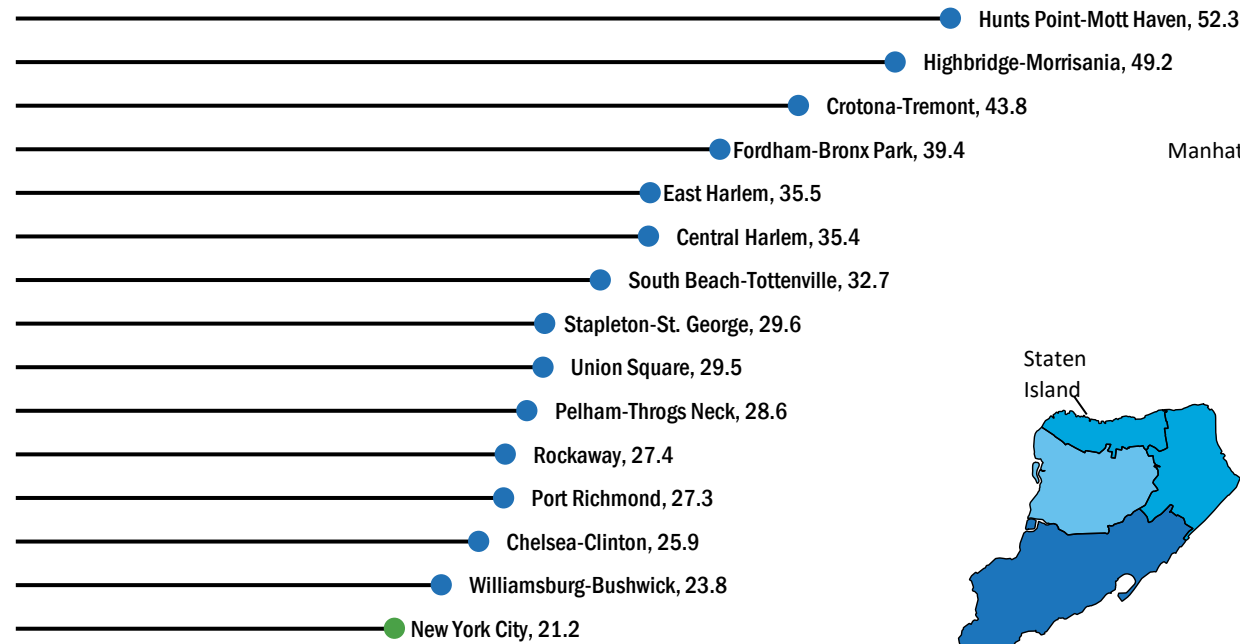 Hunts Point-Mott Haven, 52.3
Highbridge-Morrisania, 49.2
Crotona-Tremont, 43.8
Fordham-Bronx Park, 39.4
Manhat
East Harlem, 35.5
Central Harlem, 35.4
South Beach-Tottenville, 32.7
Stapleton-St. George, 29.6
Union Square, 29.5
Staten
Island
Pelham-Throgs Neck, 28.6
Rockaway, 27.4
Port Richmond, 27.3
Chelsea-Clinton, 25.9
Williamsburg-Bushwick, 23.8
New York City, 21.2